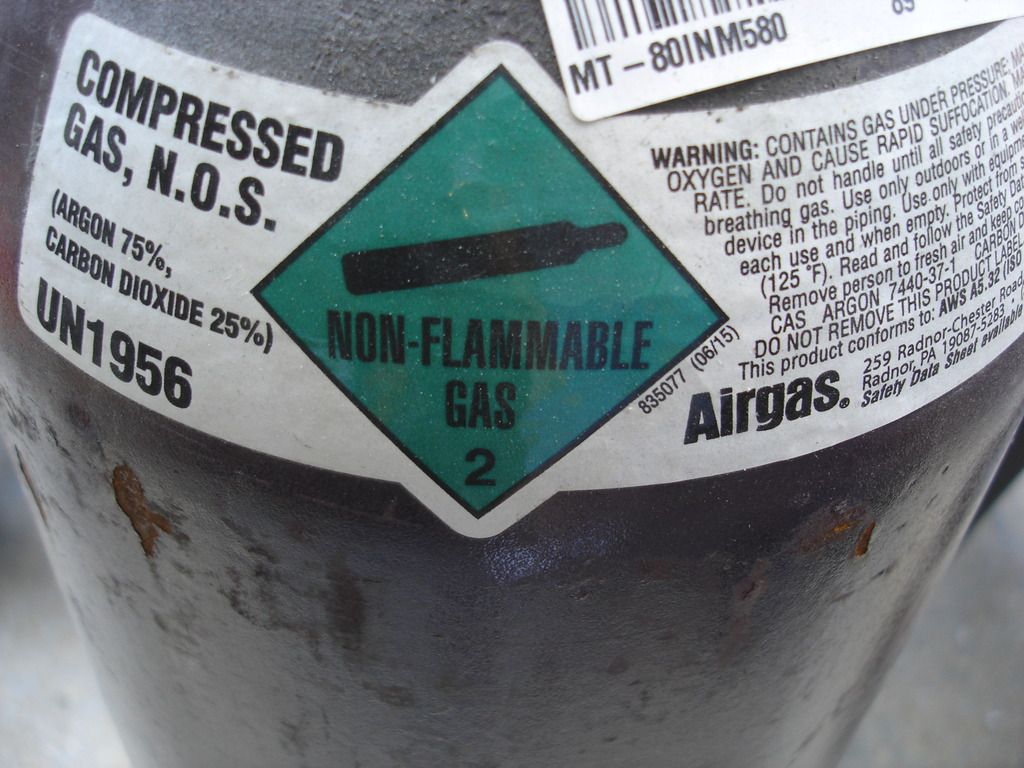 COMPRESSED
GAS, N.O.S.
(ARGON 75%,
CARBON DIOXIDE 25%)
UN1956
NON-FLAMMABLE
GAS
2
835077 (06/15)
MT - 80INM580
89
WARNING: CONTAINS GAS UNDER PRESSURE;
OXYGEN AND CAUSE RAPID SUFFOCATION.
RATE. Do not handle until all safety
breathing gas. Use only outdoors or in a
device in the piping. Use only with
each use and when empty. Protect from
(125 °F). Read and follow the Safety
Remove person to fresh air and keep
CAS ARGON 7440-37-1 CARBON
DO NOT REMOVE THIS PRODUCT LABEL
This product conforms to: AWS A5.32 (ISO
Airgas®
259 Radnor-Chester Road
Radnor, PA 19087-5283
Safety Data Sheet available